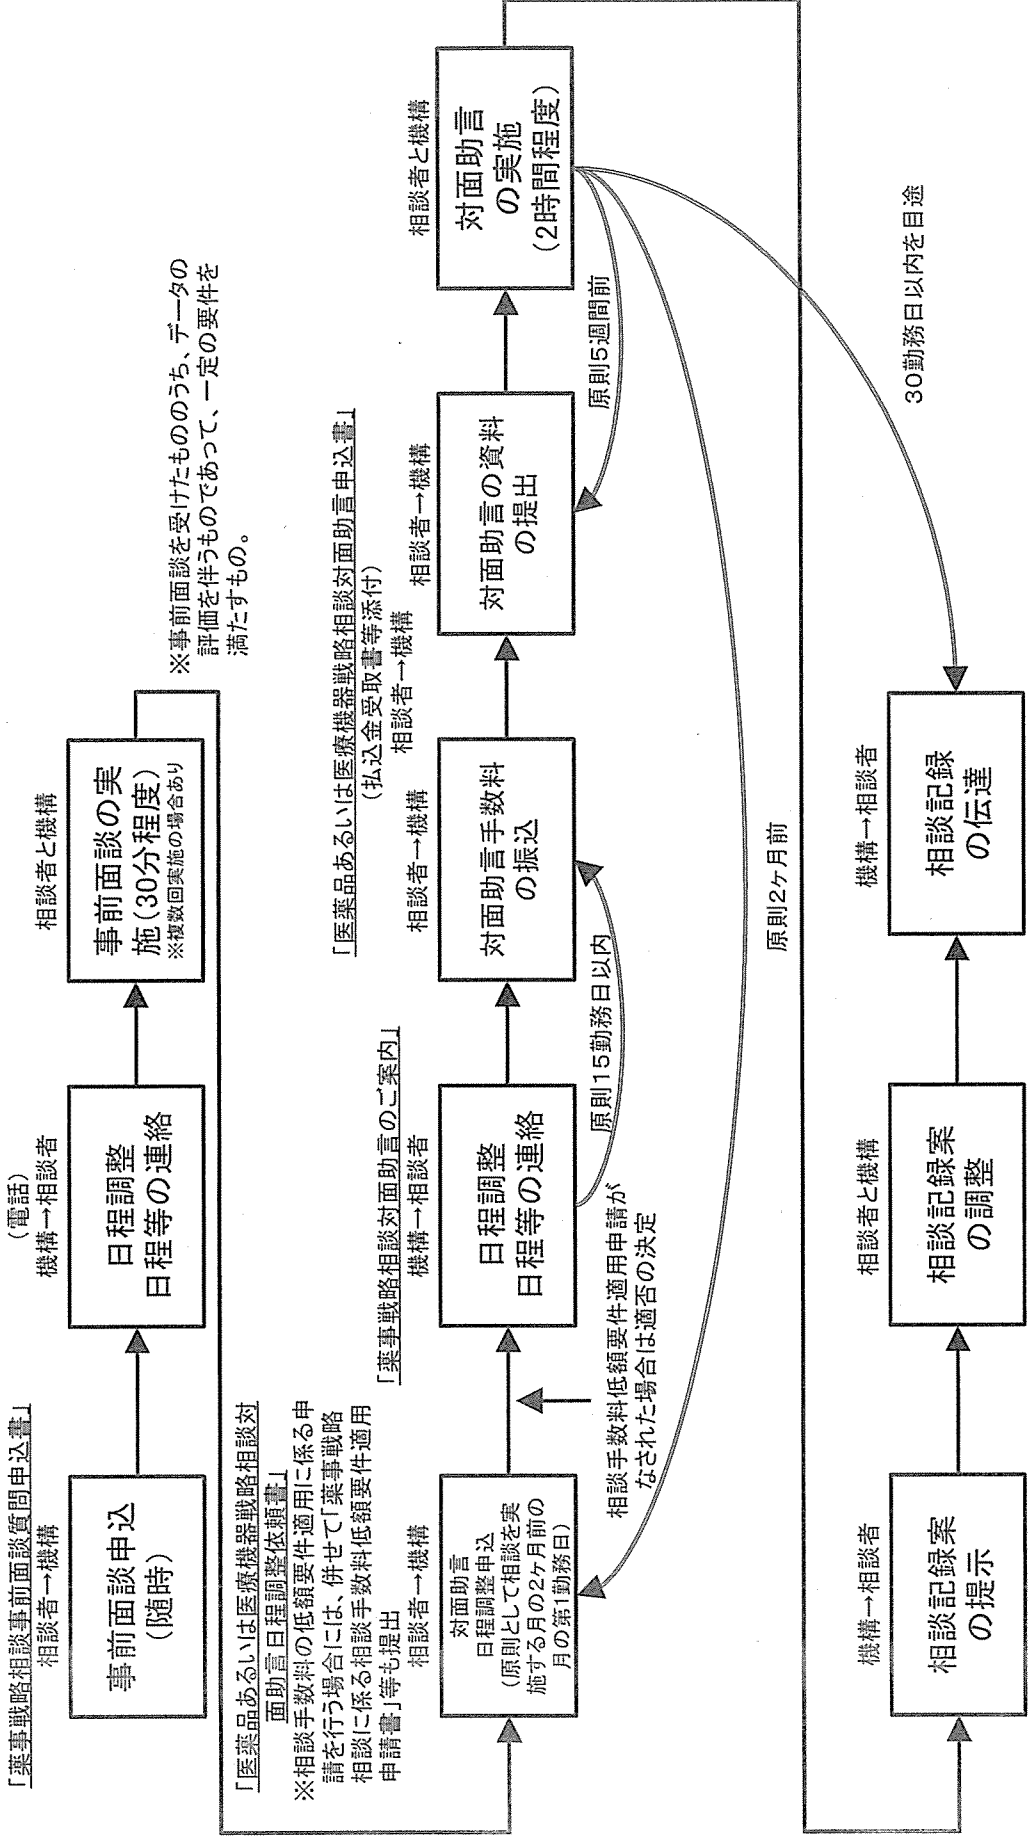 「薬事戦略相談事前面談質問申込書」
相談者→機構
事前面談申込
（随時）
（電話）
機構→相談者
日程調整
日程等の連絡
相談者と機構
事前面談の実
施（30分程度）
※複数回実施の場合あり
※事前面談を受けたもののうち、データの
評価を伴うものであって、一定の要件を
満たすもの。
「医薬品あるいは医療機器戦略相談対
面助言日程調整依頼書」
※相談手数料の低額要件適用に係る申
請を行う場合には、併せて「薬事戦略
相談に係る相談手数料低額要件適用
申請書」等も提出
相談者→機構
対面助言
日程調整申込
（原則として相談を実
施する月の2ヶ月前の
月の第1勤務日）
相談手数料低額要件適用申請が
なされた場合は適否の決定
「薬事戦略相談対面助言のご案内」
機構→相談者
日程調整
日程等の連絡
原則15勤務日以内
相談者→機構
対面助言手数料
の振込
「医薬品あるいは医療機器戦略相談対面助言申込書」
（払込金受取書等添付）
相談者→機構
相談者→機構
対面助言の資料
の提出
原則5週間前
相談者と機構
対面助言
の実施
（2時間程度）
原則2ヶ月前
30勤務日以内を目途
機構→相談者
相談記録案
の提示
相談者と機構
相談記録案
の調整
機構→相談者
相談記録
の伝達